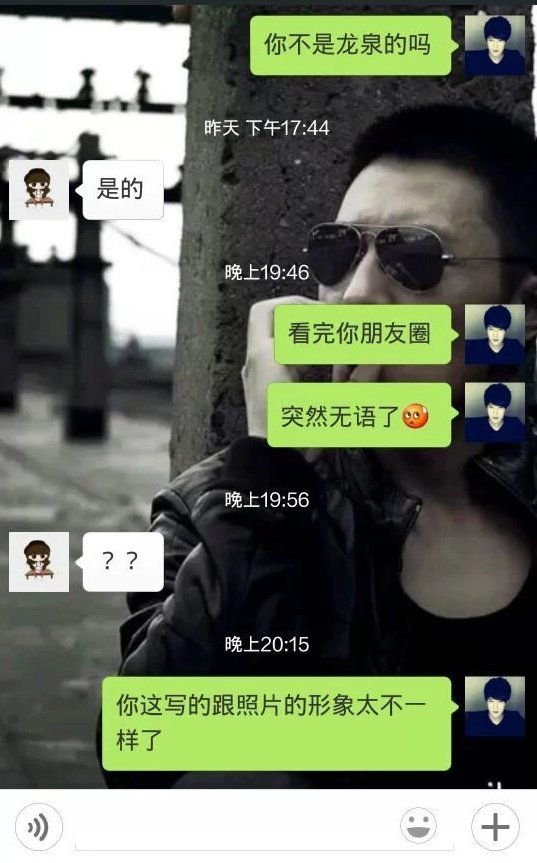 你不是龙泉的吗
昨天 下午17:44
是的
晚上19:46
看完你朋友圈
突然无语了
晚上19:56
？？
晚上20:15
你这写的跟照片的形象太不一
样了